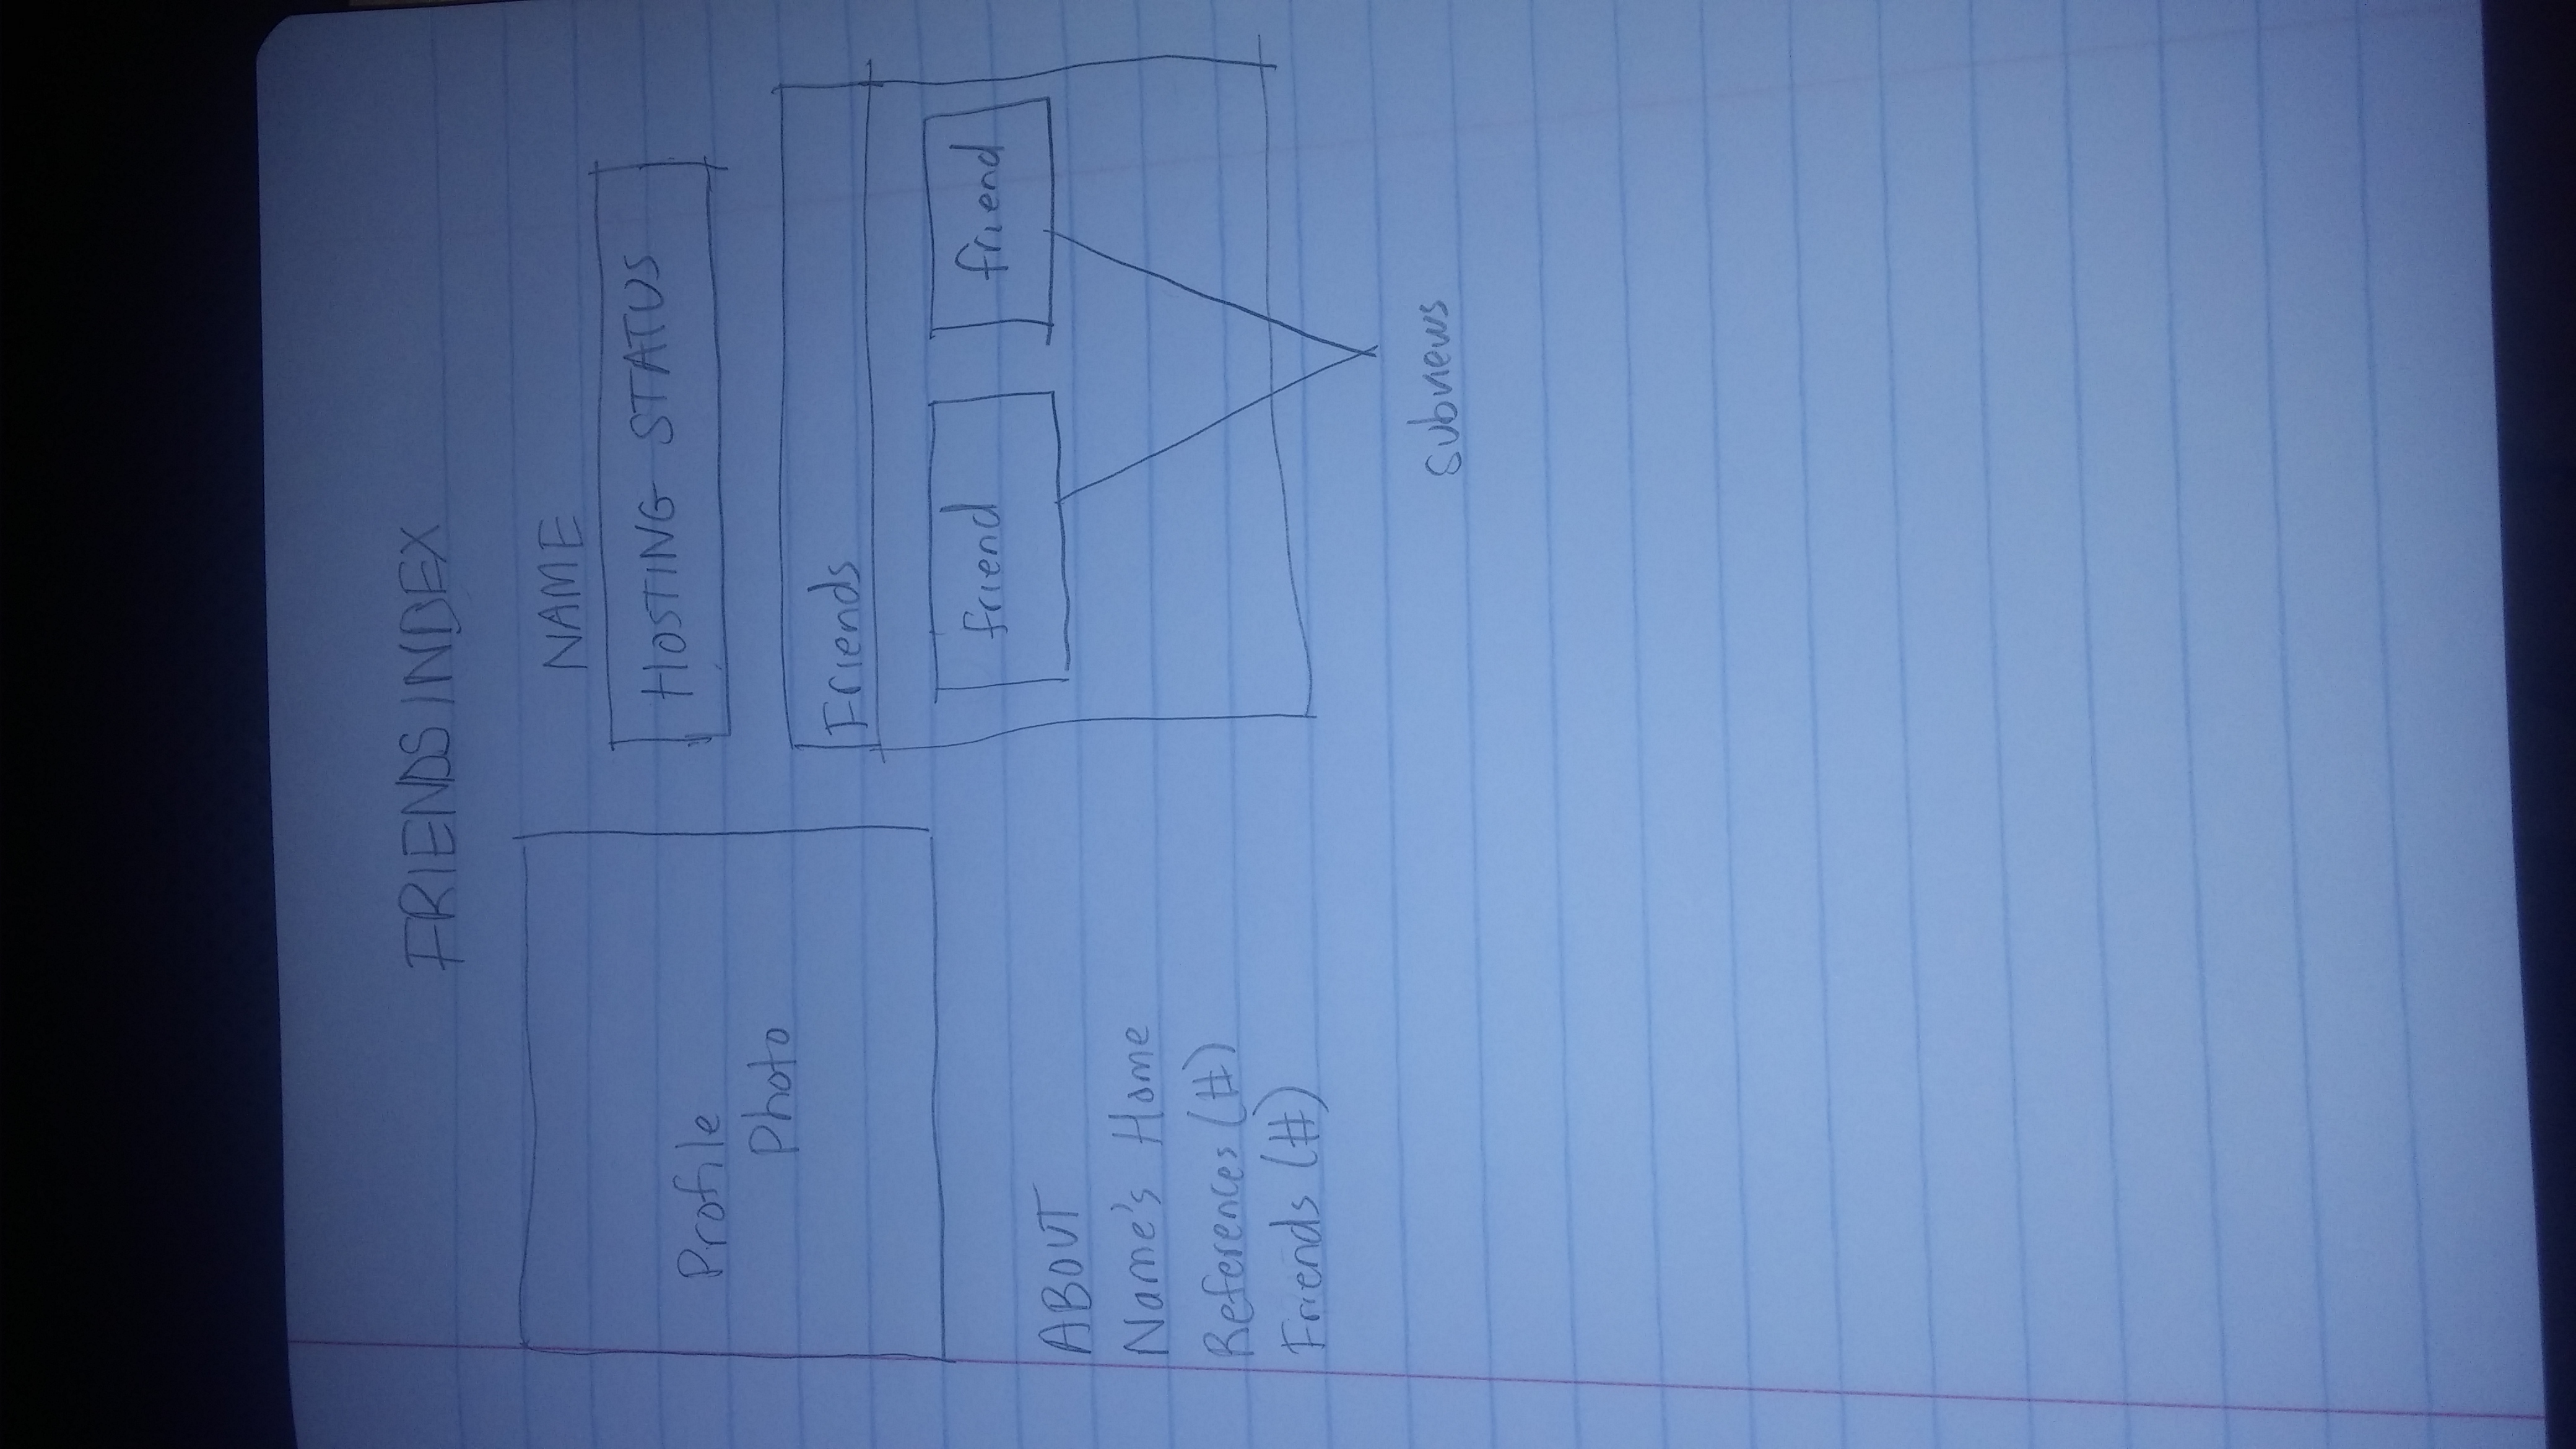 FRIENDS INDEX
Profile
Photo
ABOUT
Name's Home
References (#)
Friends (#)
NAME
HOSTING STATUS
Friends
friend friend
subviews